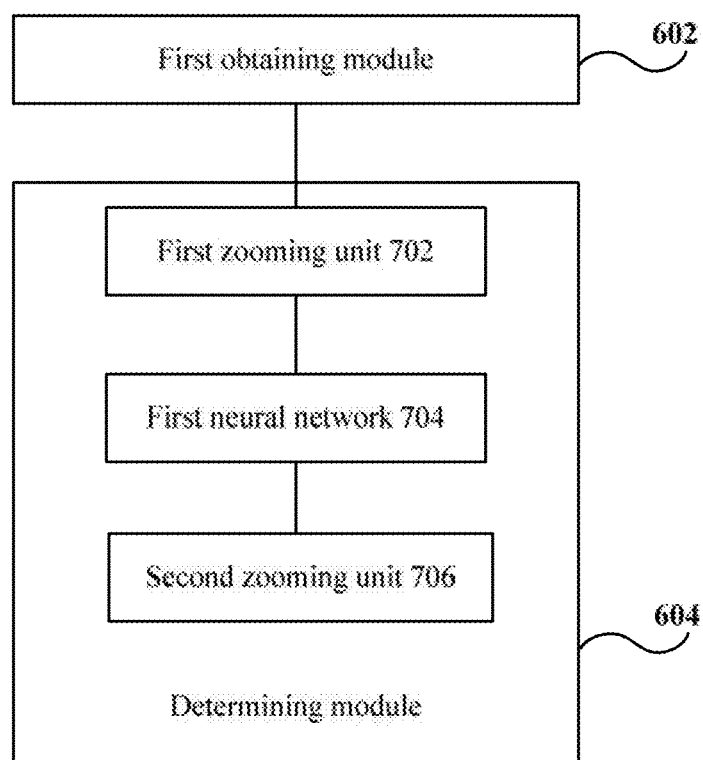 602
First obtaining module
First zooming unit 702
First neural network 704
Second zooming unit 706
604
Determining module